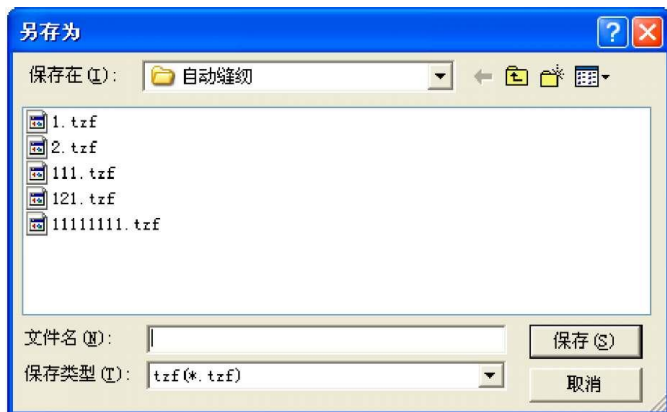 另存为
保存在(I): 自动缝纫
1.tzf
2.tzf
111.tzf
121.tzf
11111111.tzf
文件名(N): 保存(S)
保存类型(T): tzf(*.tzf) 取消